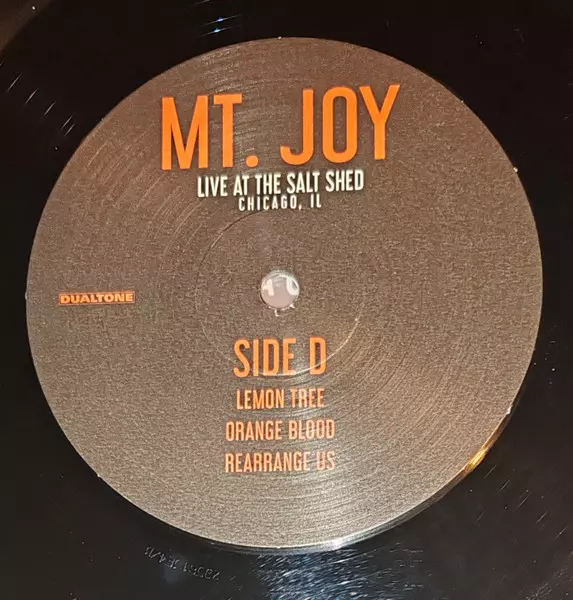 MT. JOY
LIVE AT THE SALT SHED
CHICAGO, IL
DUALTONE
SIDE D
LEMON TREE
ORANGE BLOOD
REARRANGE US